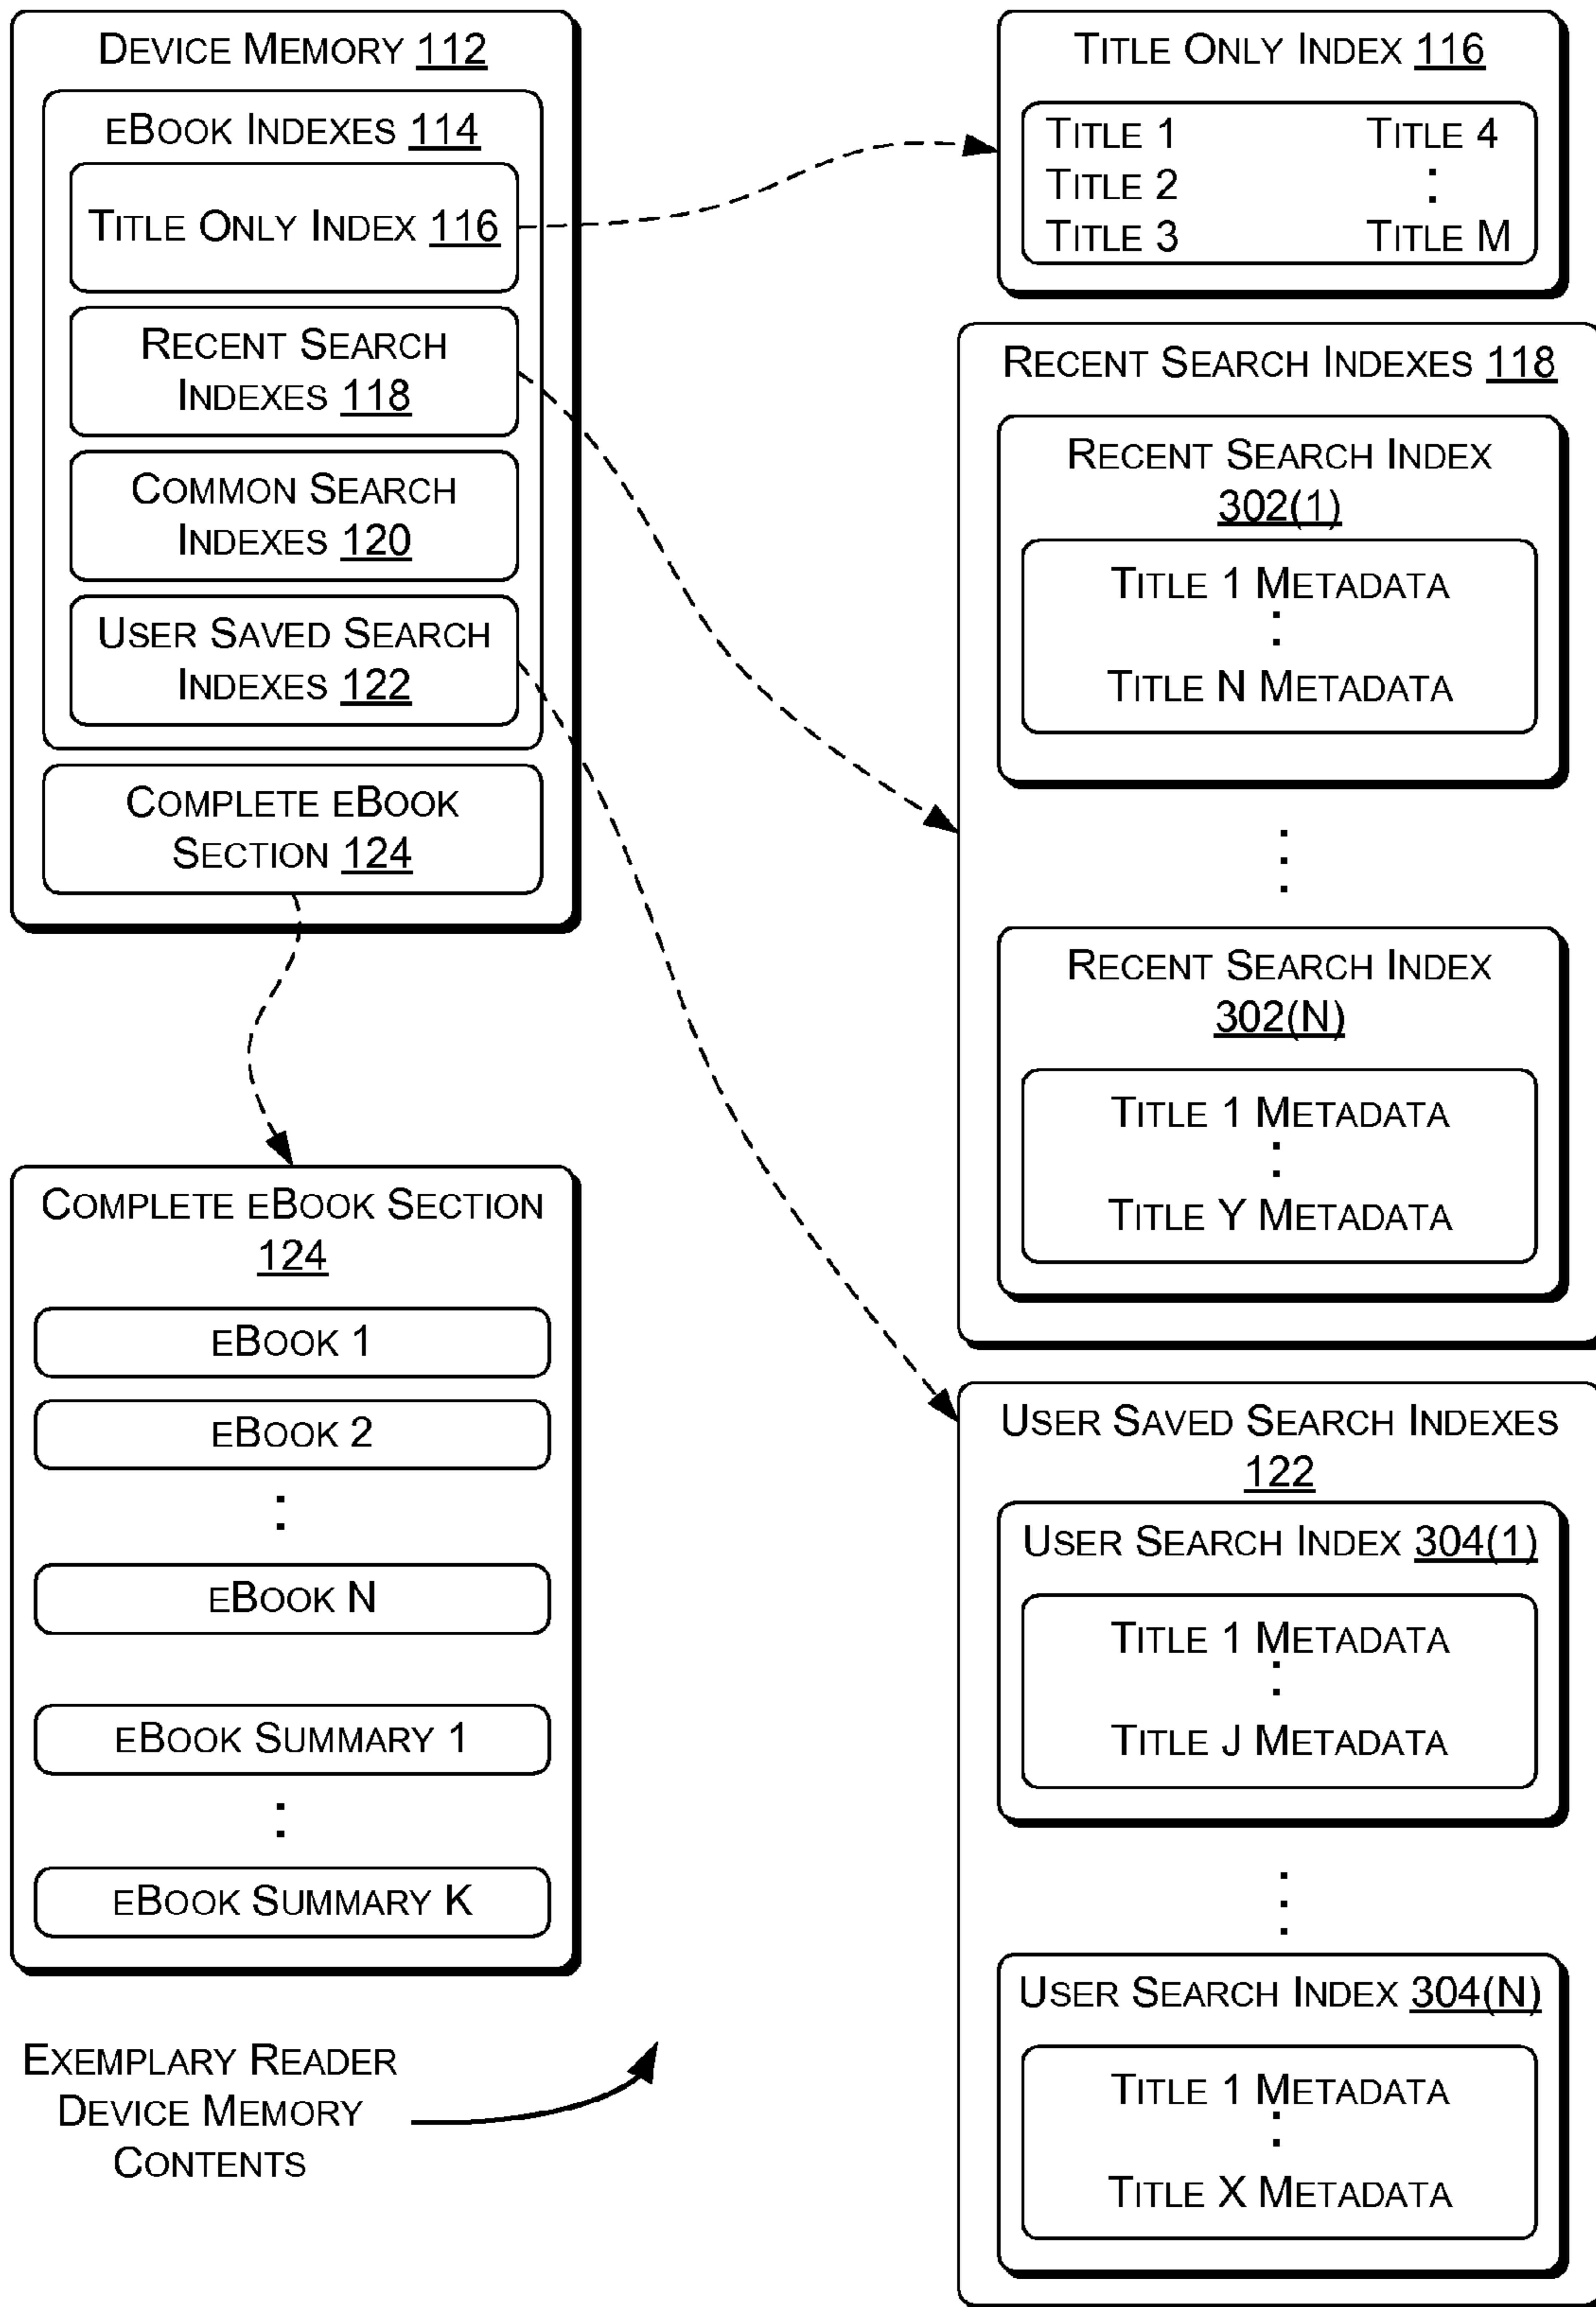 DEVICE MEMORY 112
EBOOK INDEXES 114
TITLE ONLY INDEX 116
RECENT SEARCH
INDEXES 118
COMMON SEARCH
INDEXES 120
USER SAVED SEARCH
INDEXES 122
COMPLETE EBOOK
SECTION 124
COMPLETE EBOOK SECTION
124
EBOOK 1
EBOOK 2
EBOOK N
EBOOK SUMMARY 1
EBOOK SUMMARY K
EXEMPLARY READER
DEVICE MEMORY
CONTENTS
TITLE ONLY INDEX 116
TITLE 1 TITLE 4
TITLE 2
TITLE 3 TITLE M
RECENT SEARCH INDEXES 118
RECENT SEARCH INDEX
302(1)
TITLE 1 METADATA
TITLE N METADATA
RECENT SEARCH INDEX
302(N)
TITLE 1 METADATA
TITLE Y METADATA
USER SAVED SEARCH INDEXES
122
USER SEARCH INDEX 304(1)
TITLE 1 METADATA
TITLE J METADATA
USER SEARCH INDEX 304(N)
TITLE 1 METADATA
TITLE X METADATA